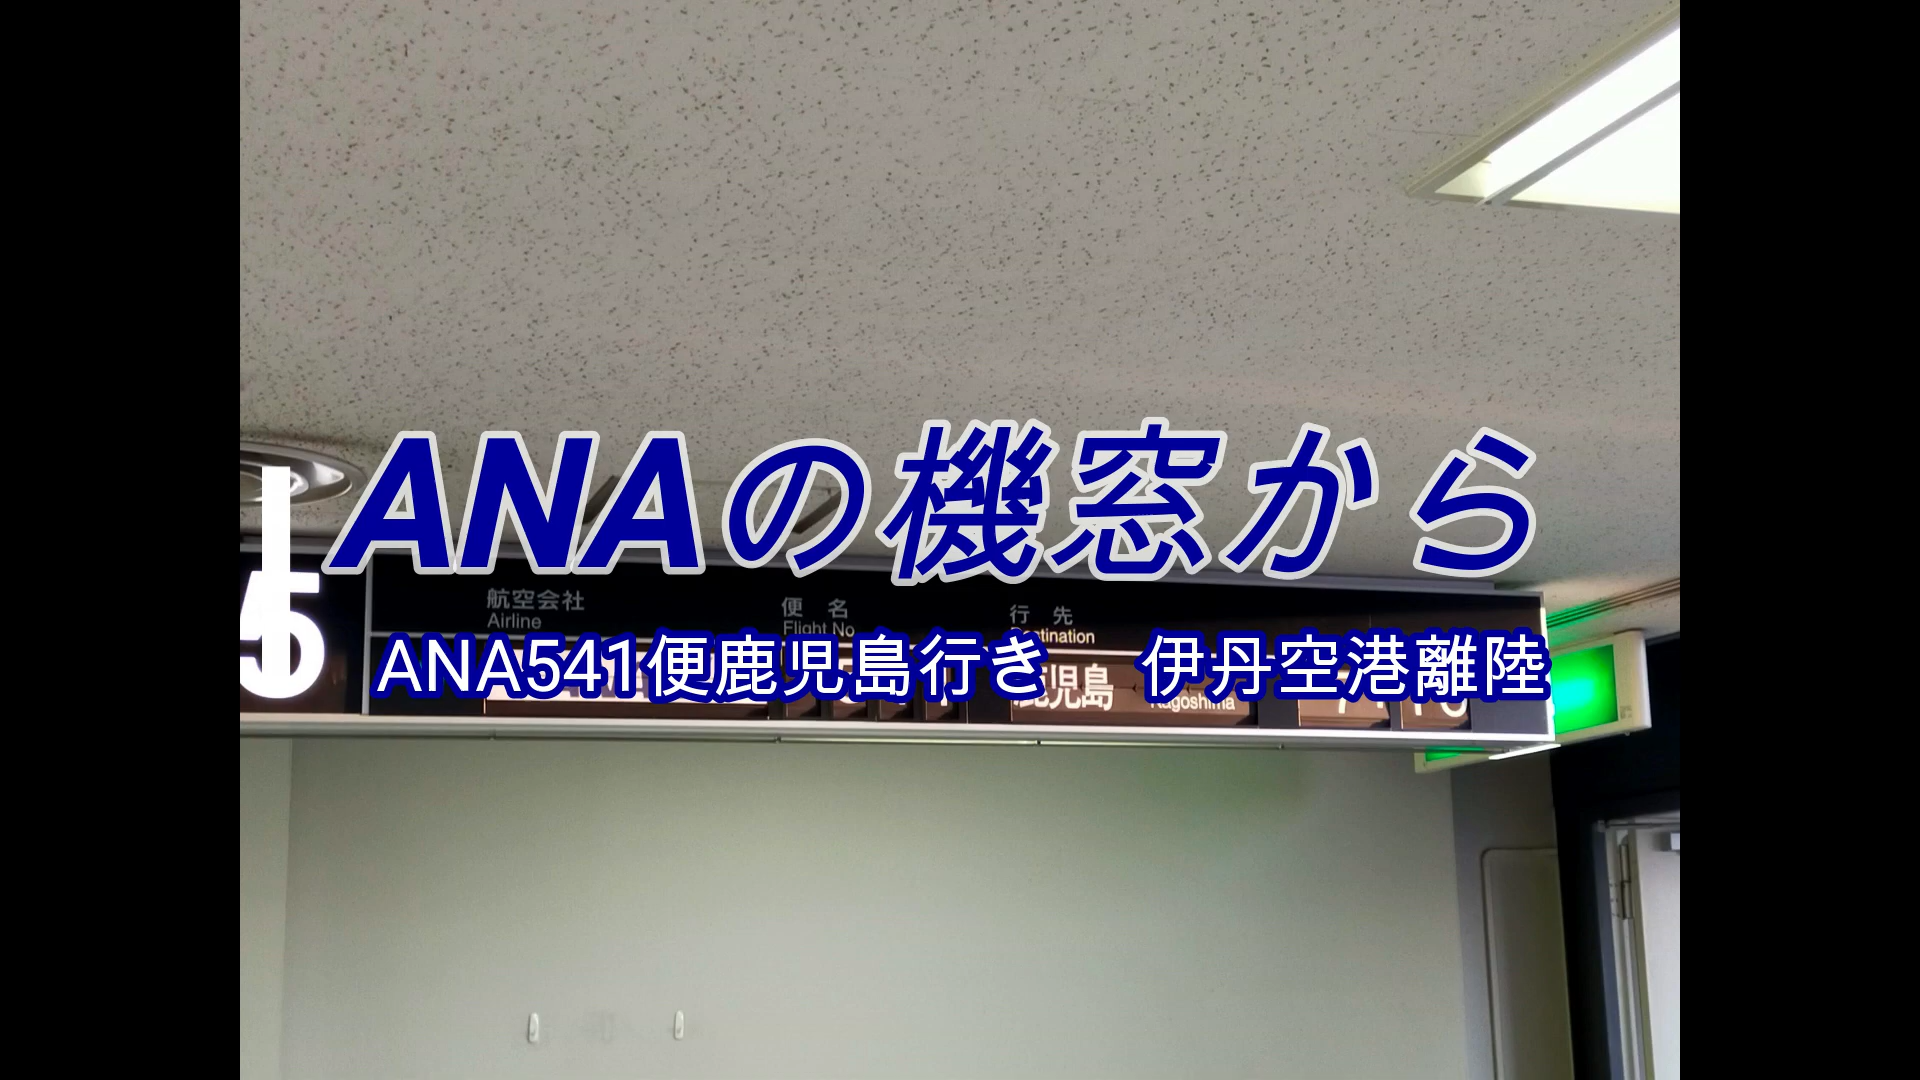 ANAの機窓から
5
航空会社 便 名 行 先
Airline Flight No Destination
ANA541便鹿児島行き 伊丹空港離陸
鹿児島 Kagoshima